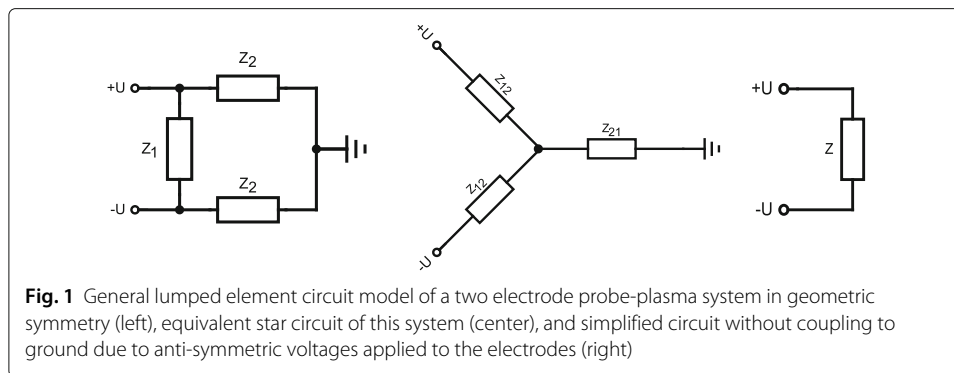 Z2
+U
Z1
-U
Z2
+U
Z12
Z21
Z12
-U
+U
Z
-U
Fig. 1 General lumped element circuit model of a two electrode probe-plasma system in geometric
symmetry (left), equivalent star circuit of this system (center), and simplified circuit without coupling to
ground due to anti-symmetric voltages applied to the electrodes (right)